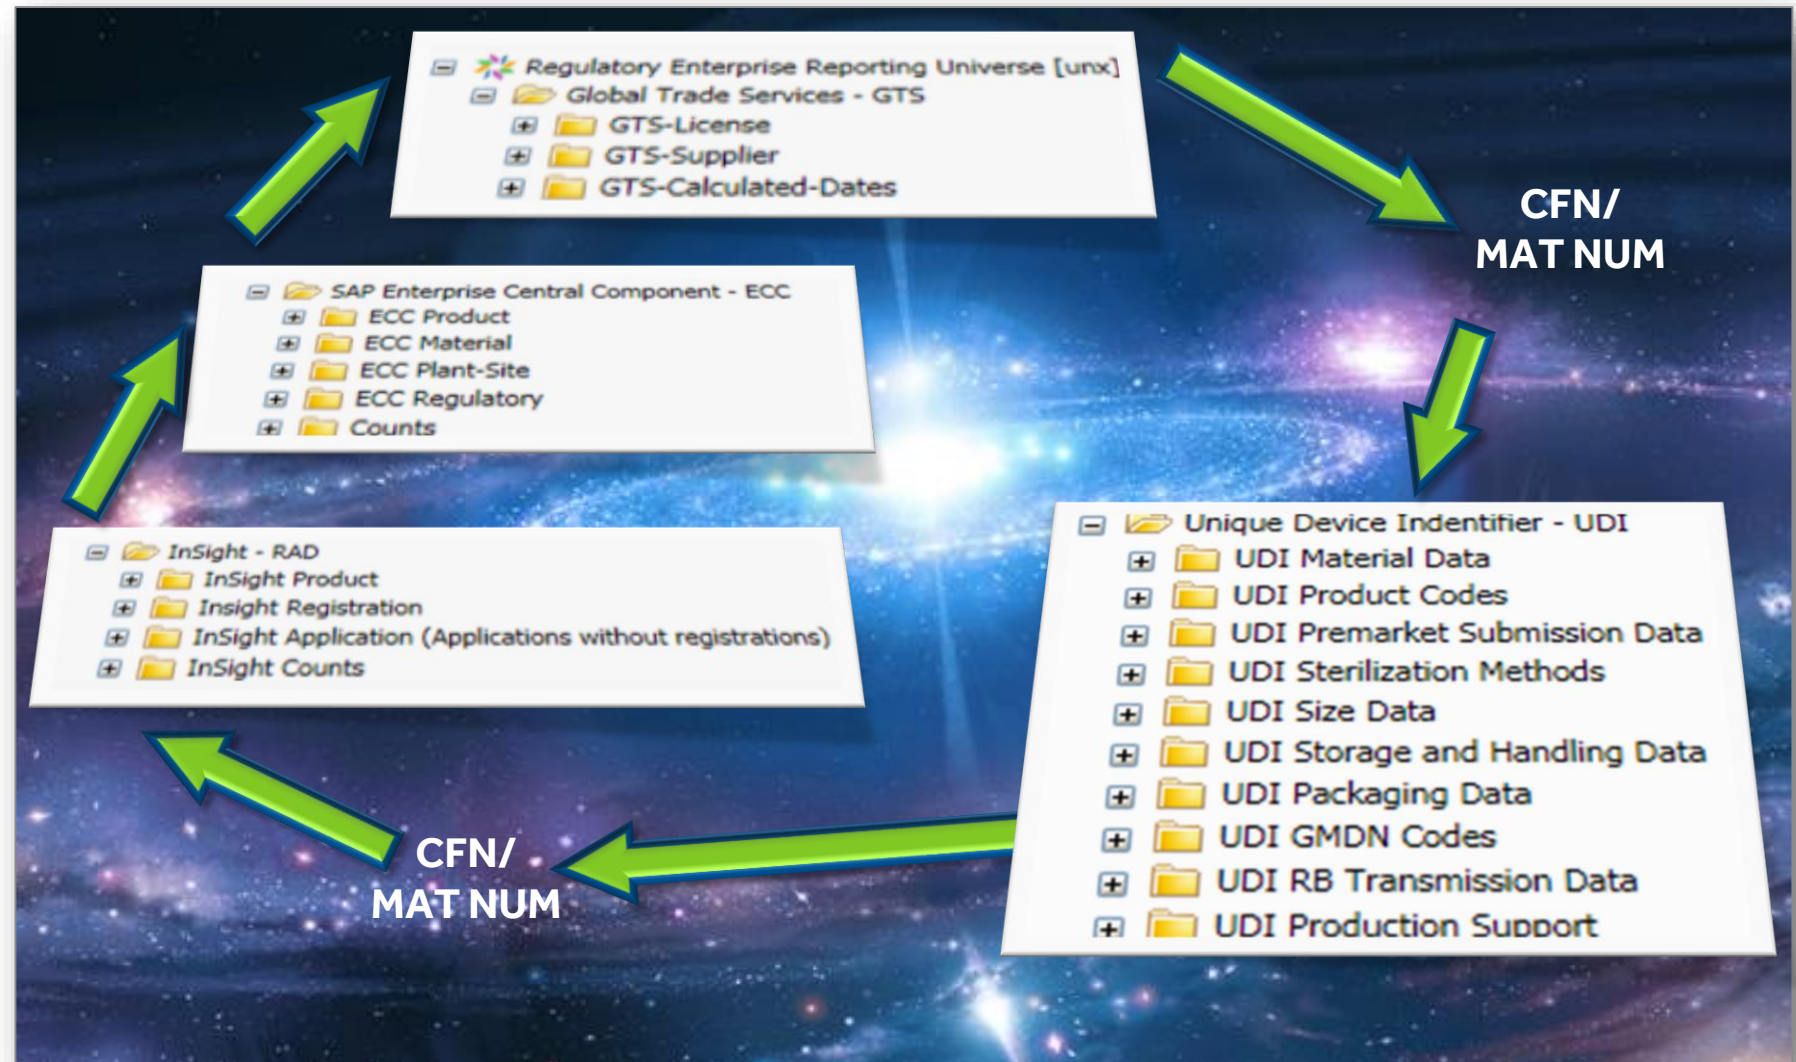 Regulatory Enterprise Reporting Universe [unx]
Global Trade Services - GTS
GTS-License
GTS-Supplier
GTS-Calculated-Dates
CFN/
MAT NUM
SAP Enterprise Central Component - ECC
ECC Product
ECC Material
ECC Plant-Site
ECC Regulatory
Counts
InSight - RAD
InSight Product
Insight Registration
InSight Application (Applications without registrations)
InSight Counts
Unique Device Indentifier - UDI
UDI Material Data
UDI Product Codes
UDI Premarket Submission Data
UDI Sterilization Methods
UDI Size Data
UDI Storage and Handling Data
UDI Packaging Data
UDI GMDN Codes
UDI RB Transmission Data
UDI Production Support
CFN/
MAT NUM